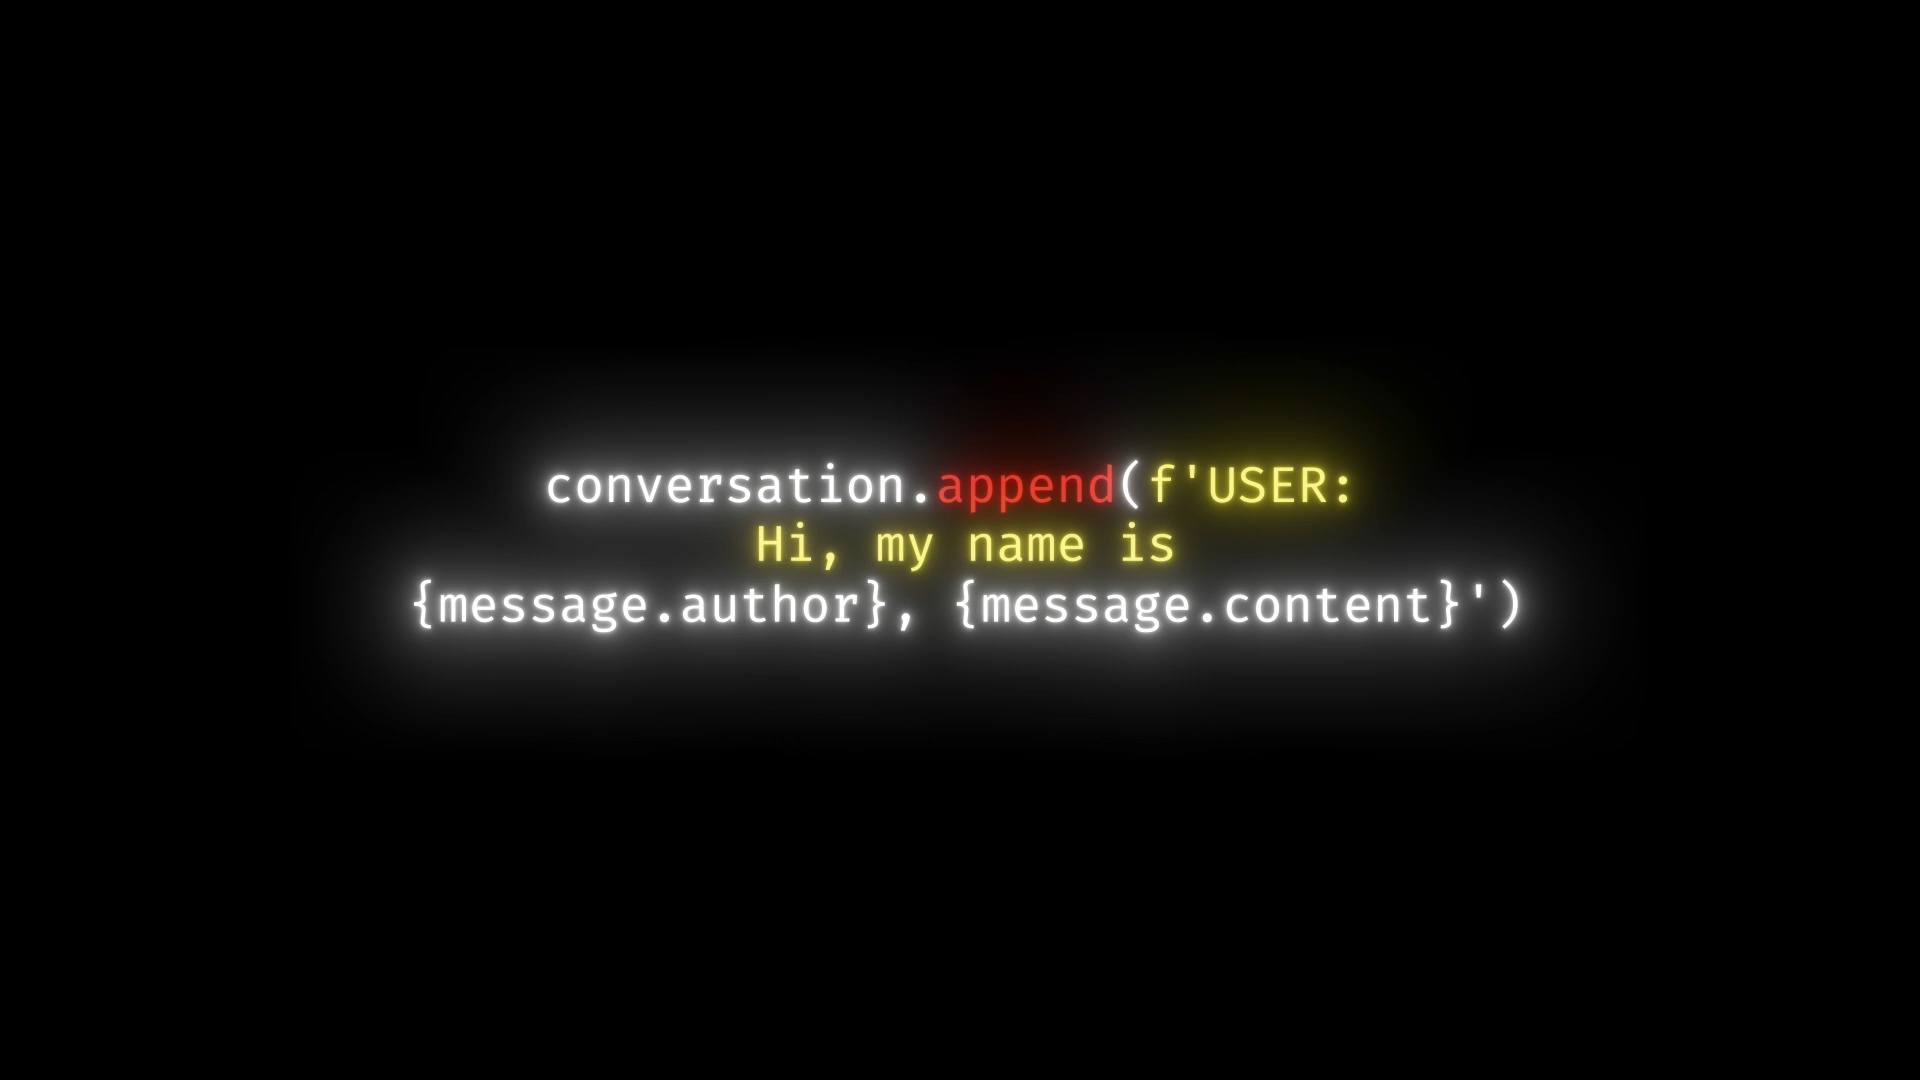 conversation.append(f'USER:
Hi, my name is
{message.author}, {message.content}')